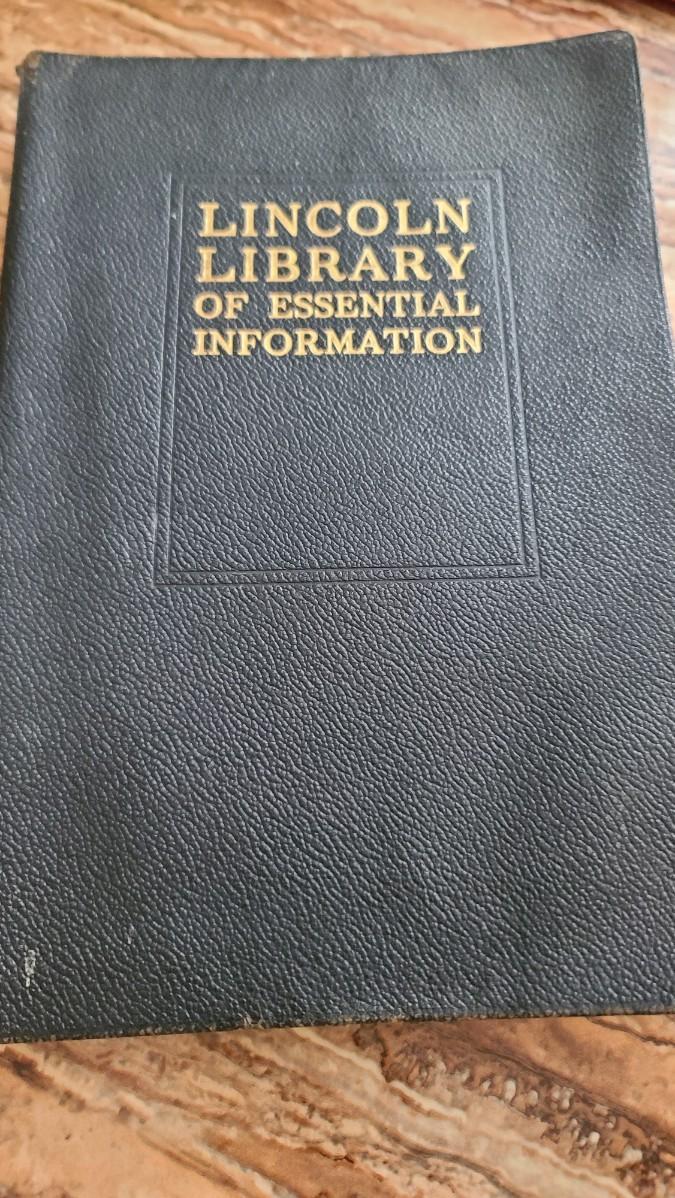 LINCOLN
LIBRARY
OF ESSENTIAL
INFORMATION